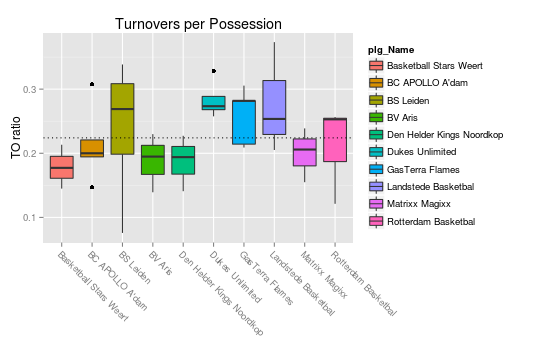 Turnovers per Possession
TO ratio
0.3
0.2
0.1
Basketball Stars Weert
BC APOLLO A'dam
BS Leiden
BV Aris
Den Helder Kings Noordkop
Dukes Unlimited
GasTerra Flames
Landstede Basketbal
Matrixx Magixx
Rotterdam Basketbal
plg_Name
Basketball Stars Weert
BC APOLLO A'dam
BS Leiden
BV Aris
Den Helder Kings Noordkop
Dukes Unlimited
GasTerra Flames
Landstede Basketbal
Matrixx Magixx
Rotterdam Basketbal